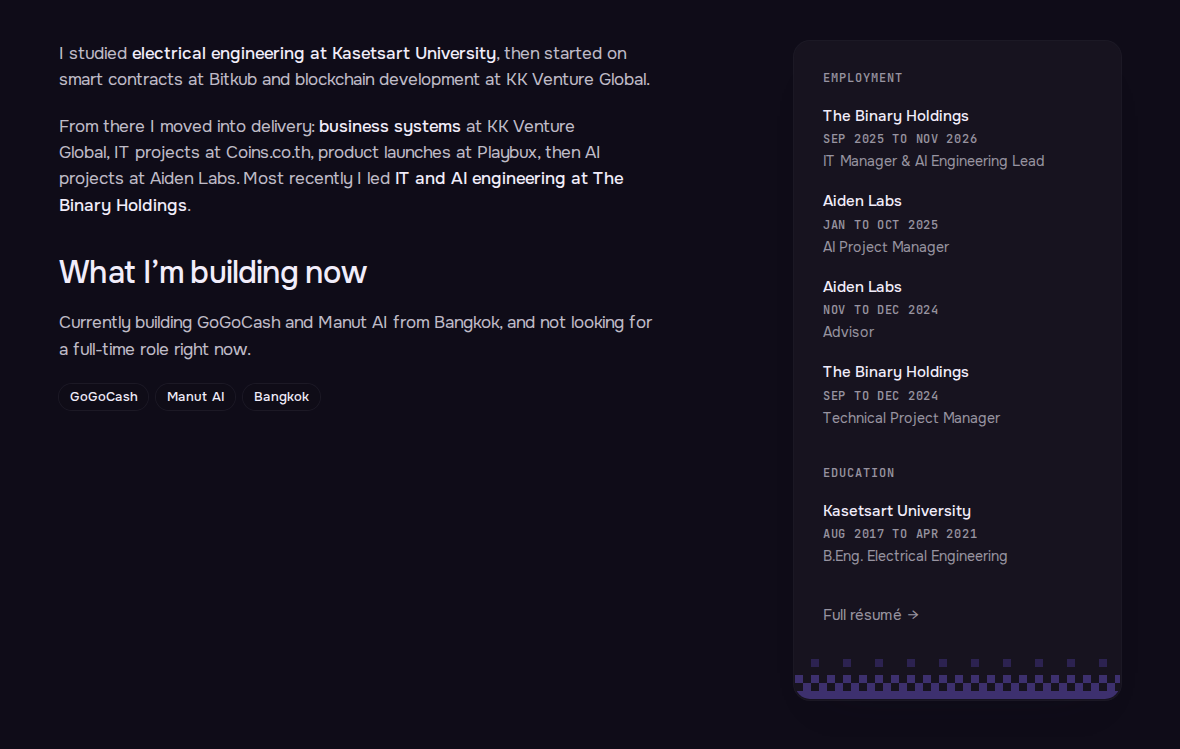 I studied electrical engineering at Kasetsart University, then started on
smart contracts at Bitkub and blockchain development at KK Venture Global.
From there I moved into delivery: business systems at KK Venture
Global, IT projects at Coins.co.th, product launches at Playbux, then AI
projects at Aiden Labs. Most recently I led IT and AI engineering at The
Binary Holdings.
What I’m building now
Currently building GoGoCash and Manut AI from Bangkok, and not looking for
a full-time role right now.
GoGoCash
Manut AI
Bangkok
EMPLOYMENT
The Binary Holdings
SEP 2025 TO NOV 2026
IT Manager & AI Engineering Lead
Aiden Labs
JAN TO OCT 2025
AI Project Manager
Aiden Labs
NOV TO DEC 2024
Advisor
The Binary Holdings
SEP TO DEC 2024
Technical Project Manager
EDUCATION
Kasetsart University
AUG 2017 TO APR 2021
B.Eng. Electrical Engineering
Full résumé →